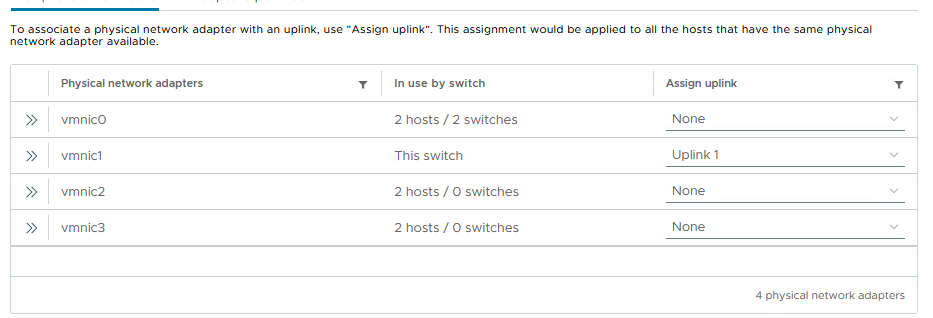 To associate a physical network adapter with an uplink, use "Assign uplink". This assignment would be applied to all the hosts that have the same physical
network adapter available.
Physical network adapters In use by switch Assign uplink
vmnic0 2 hosts / 2 switches None
vmnic1 This switch Uplink 1
vmnic2 2 hosts / 0 switches None
vmnic3 2 hosts / 0 switches None
4 physical network adapters